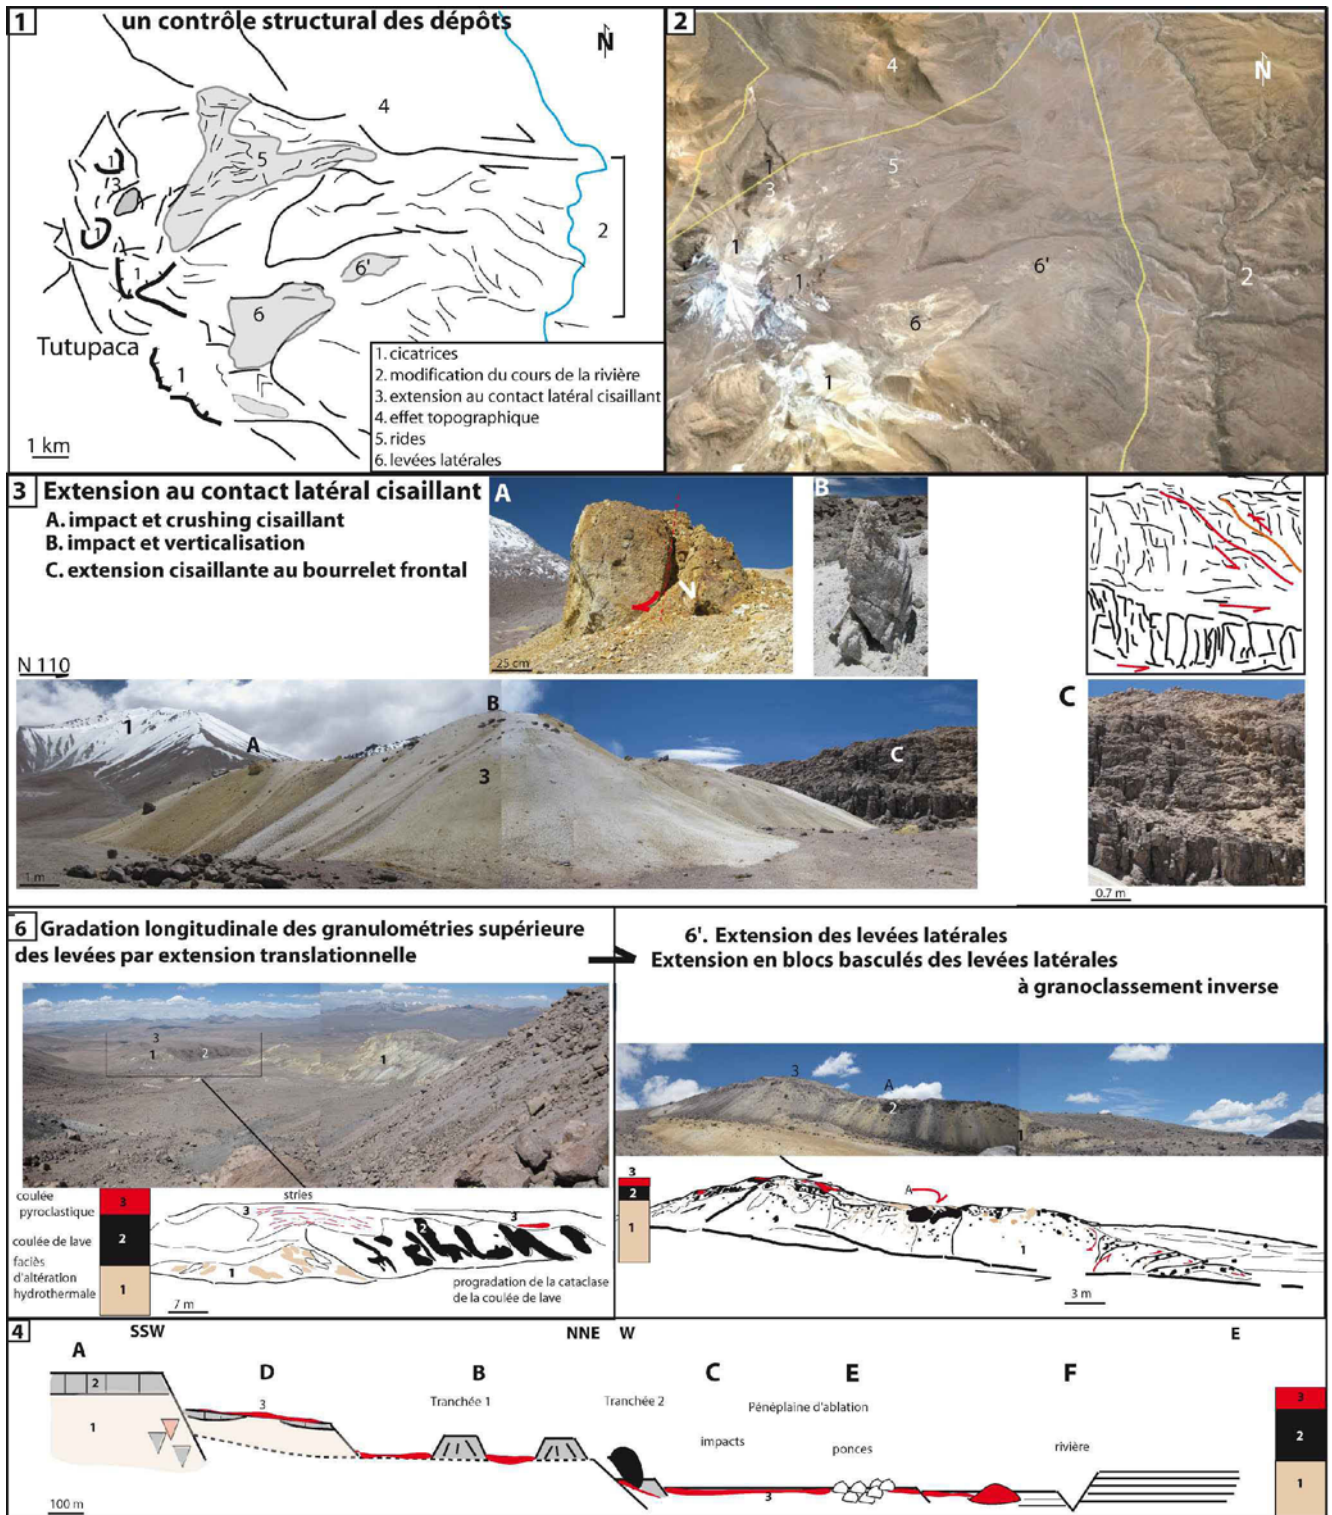 1 un contrôle structural des dépôts
N
4
5
1
3
1
1
2
6'
6
Tutupaca
1
1. cicatrices
2. modification du cours de la rivière
3. extension au contact latéral cisaillant
4. effet topographique
5. rides
6. levées latérales
1 km
2
4
N
1
3
5
1
1
6'
2
6
1
3 Extension au contact latéral cisaillant
A. impact et crushing cisaillant
B. impact et verticalisation
C. extension cisaillante au bourrelet frontal
A
25 cm
B
N 110
1
A
B
3
C
1 m
C
0.7 m
6 Gradation longitudinale des granulométries supérieure
des levées par extension translationnelle
3
1
2
1
coulée
pyroclastique
coulée de lave
faciès
d'altération
hydrothermale
3
2
1
stries
3
2
3
1
7 m
progradation de la cataclase
de la coulée de lave
6'. Extension des levées latérales
Extension en blocs basculés des levées latérales
à granoclassement inverse
3
A
2
1
3
2
1
A
1
3 m
4
SSW
NNE
W
E
A
D
B
C
E
F
Tranchée 1
Tranchée 2
Pénéplaine d'ablation
impacts
ponces
rivière
2
1
3
3
3
2
1
100 m